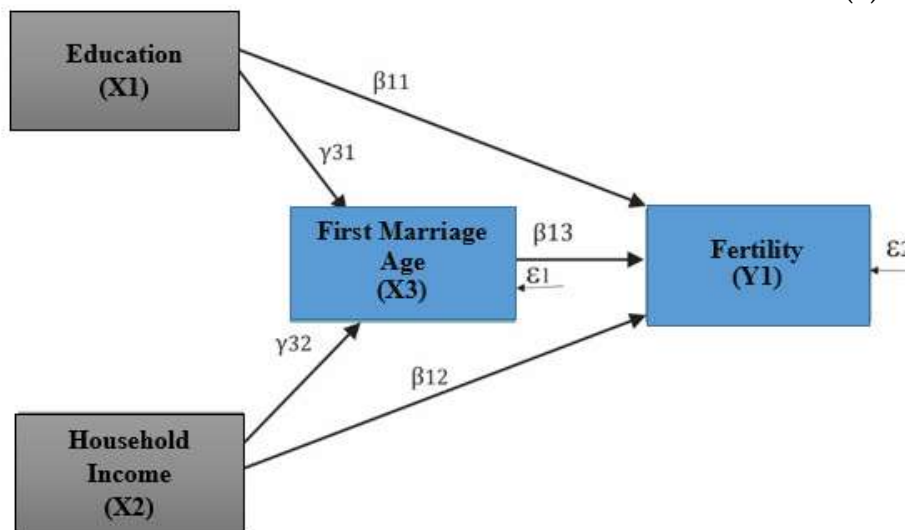 Education
(X1)
β11
γ31
First Marriage
Age
(X3)
β13
ε1
Fertility
(Y1)
γ32
β12
Household
Income
(X2)